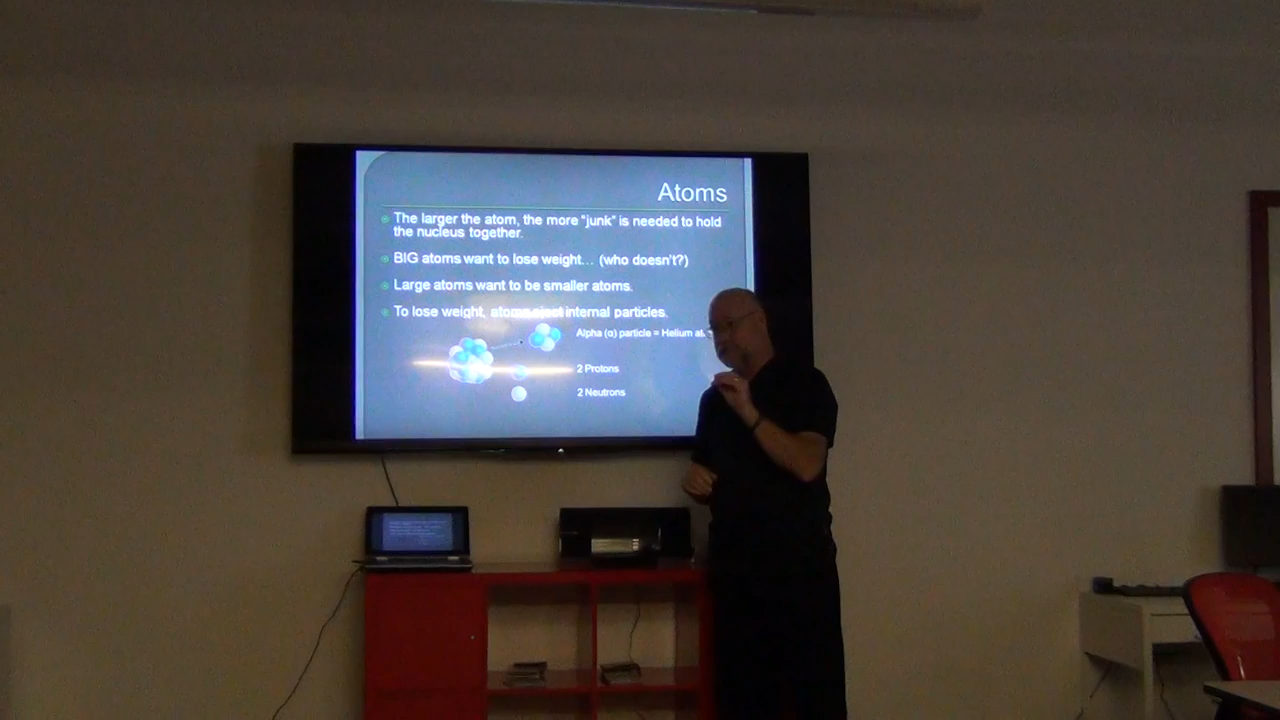 Atoms
The larger the atom, the more "junk" is needed to hold
the nucleus together.
BIG atoms want to lose weight... (who doesn't?)
Large atoms want to be smaller atoms.
To lose weight, atoms eject internal particles.
Alpha (α) particle = Helium
2 Protons
2 Neutrons